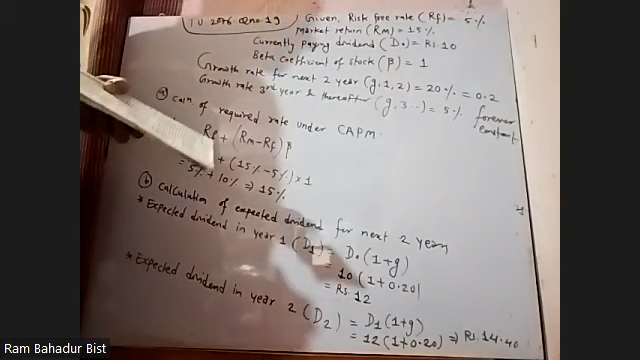 TU 2076. Q.No. 19
Given, Risk free rate (Rf) = 5%
Market return (RM) = 15%
Currently paying dividend (D₀) = Rs. 10
Beta coefficient of stock (β) = 1
Growth rate for next 2 year (g,1,2) = 20% = 0.2
Growth rate 3rd year & thereafter (g,3..) = 5% forever constant
(a) Caln. of required rate under CAPM.
Rf + (Rm-Rf)β
+ (15% - 5%) × 1
= 5% + 10% ⇒ 15%
(b) Calculation of expected dividend for next 2 years
* Expected dividend in year 1 (D₁) = D₀ (1+g)
= 10 (1+0.20)
= Rs. 12
* Expected dividend in year 2 (D₂) = D₁ (1+g)
= 12 (1+0.20) ⇒ Rs. 14.40
Ram Bahadur Bist